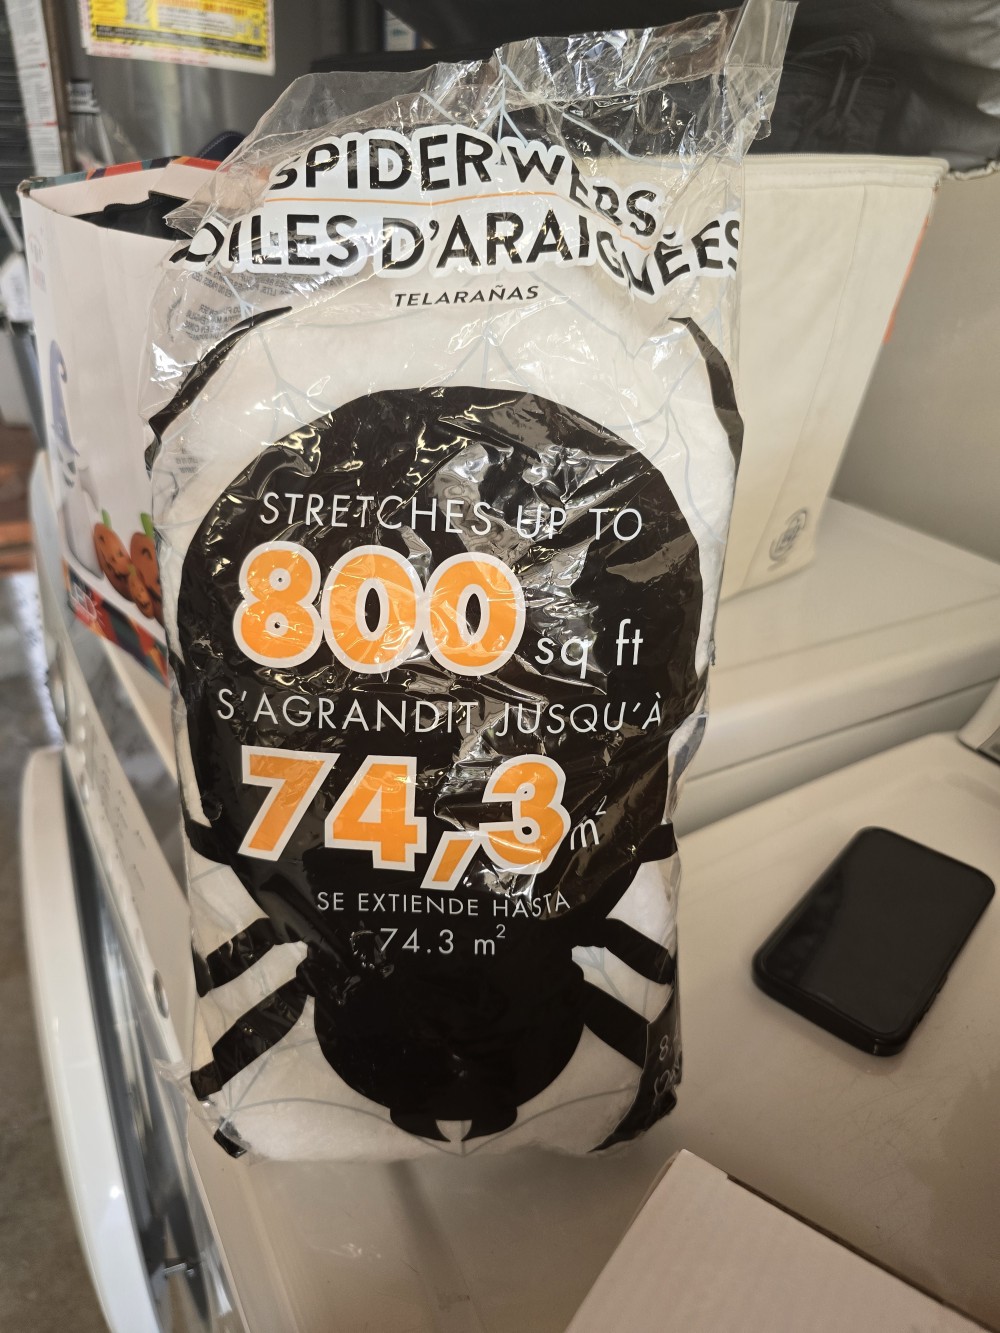 SPIDER WEBS
TOILES D'ARAIGNÉES
TELARAÑAS
STRETCHES UP TO
800 sq ft
S'AGRANDIT JUSQU'À
74,3 m²
SE EXTIENDE HASTA
74.3 m²